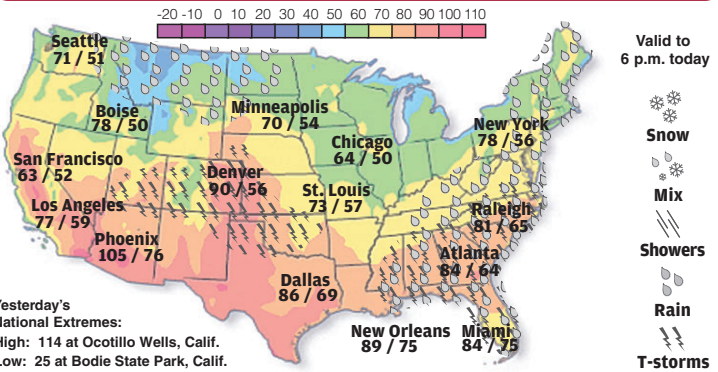 -20 -10 0 10 20 30 40 50 60 70 80 90 100 110
Seattle
71 / 51
Boise
78 / 50
Minneapolis
70 / 54
Chicago
64 / 50
New York
78 / 56
San Francisco
63 / 52
Denver
90 / 56
St. Louis
73 / 57
Los Angeles
77 / 59
Raleigh
81 / 65
Phoenix
105 / 76
Atlanta
84 / 64
Dallas
86 / 69
New Orleans
89 / 75
Miami
84 / 75
Yesterday's
National Extremes:
High: 114 at Ocotillo Wells, Calif.
Low: 25 at Bodie State Park, Calif.
Valid to
6 p.m. today
Snow
Mix
Showers
Rain
T-storms